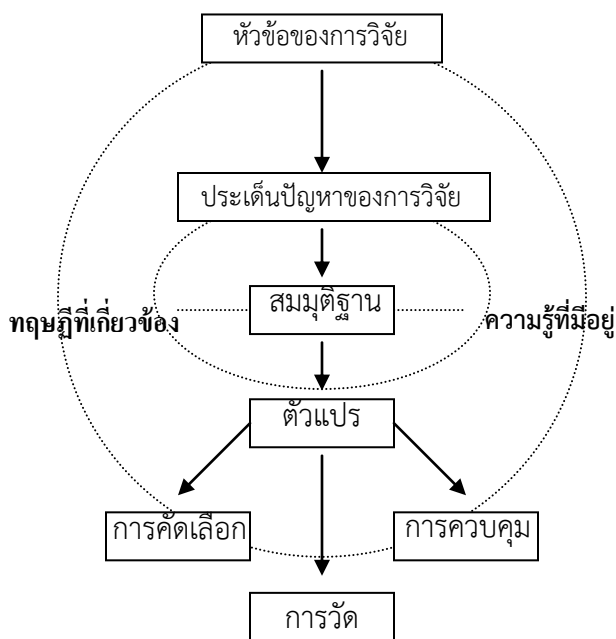 หัวข้อของการวิจัย
ประเด็นปัญหาของการวิจัย
สมมุติฐาน
ทฤษฎีที่เกี่ยวข้อง
ความรู้ที่มีอยู่
ตัวแปร
การคัดเลือก
การควบคุม
การวัด